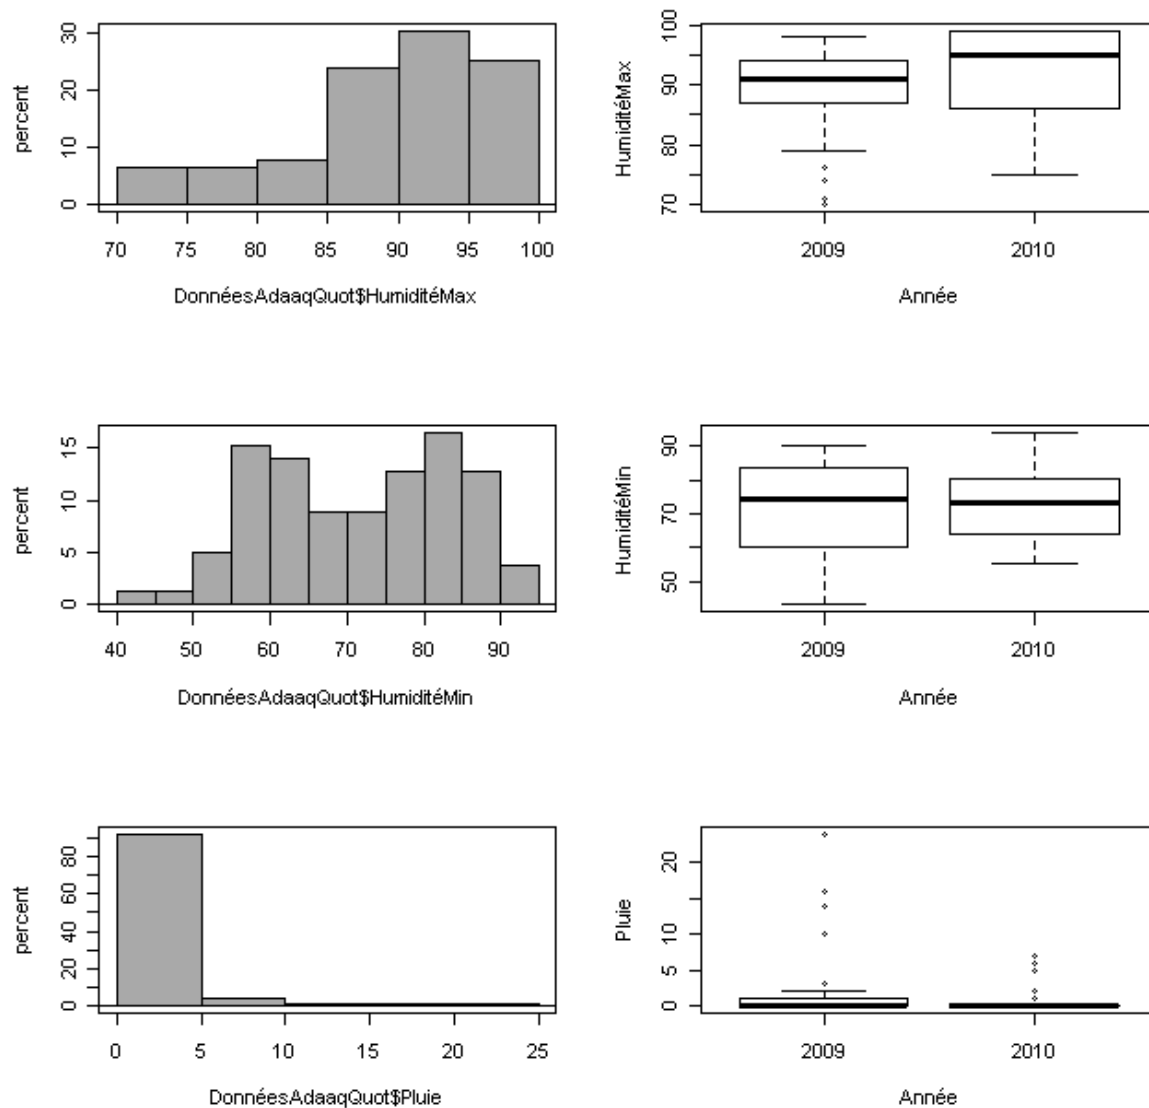 percent
30
20
10
0
70 75 80 85 90 95 100
DonnéesAdaaqQuot$HumiditéMax
HumiditéMax
100
90
80
70
2009 2010
Année
percent
15
10
5
0
40 50 60 70 80 90
DonnéesAdaaqQuot$HumiditéMin
HumiditéMin
90
70
50
2009 2010
Année
percent
80
60
40
20
0
0 5 10 15 20 25
DonnéesAdaaqQuot$Pluie
Pluie
20
10
5
0
2009 2010
Année